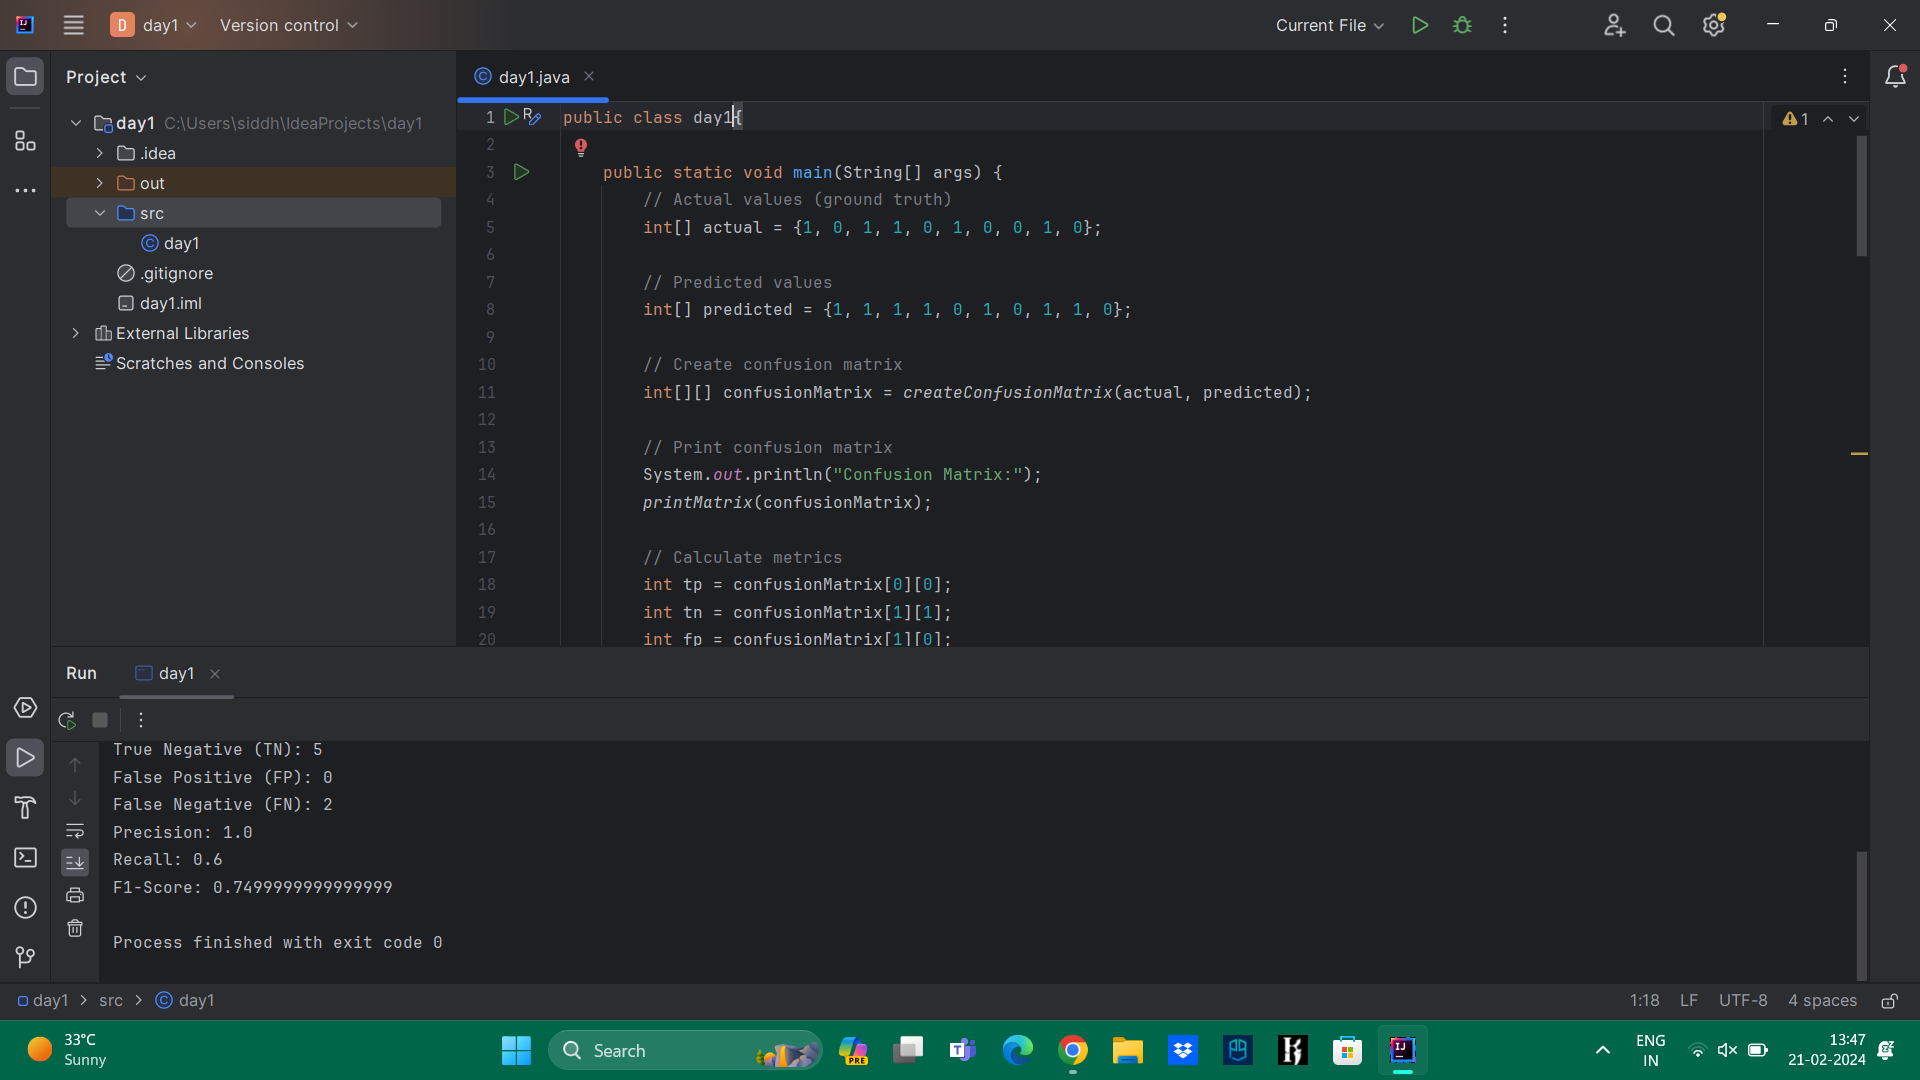 D day1 Version control Current File
Project
day1.java
day1 C:\Users\siddh\IdeaProjects\day1
.idea
out
src
day1
.gitignore
day1.iml
External Libraries
Scratches and Consoles
1 public class day1{
1
2
3 public static void main(String[] args) {
4 // Actual values (ground truth)
5 int[] actual = {1, 0, 1, 1, 0, 1, 0, 0, 1, 0};
6
7 // Predicted values
8 int[] predicted = {1, 1, 1, 1, 0, 1, 0, 1, 1, 0};
9
10 // Create confusion matrix
11 int[][] confusionMatrix = createConfusionMatrix(actual, predicted);
12
13 // Print confusion matrix
14 System.out.println("Confusion Matrix:");
15 printMatrix(confusionMatrix);
16
17 // Calculate metrics
18 int tp = confusionMatrix[0][0];
19 int tn = confusionMatrix[1][1];
20 int fp = confusionMatrix[1][0];
Run day1
True Negative (TN): 5
False Positive (FP): 0
False Negative (FN): 2
Precision: 1.0
Recall: 0.6
F1-Score: 0.7499999999999999
Process finished with exit code 0
day1 > src > day1 1:18 LF UTF-8 4 spaces
33°C
Sunny
Search
PRE
ENG
IN
13:47
21-02-2024